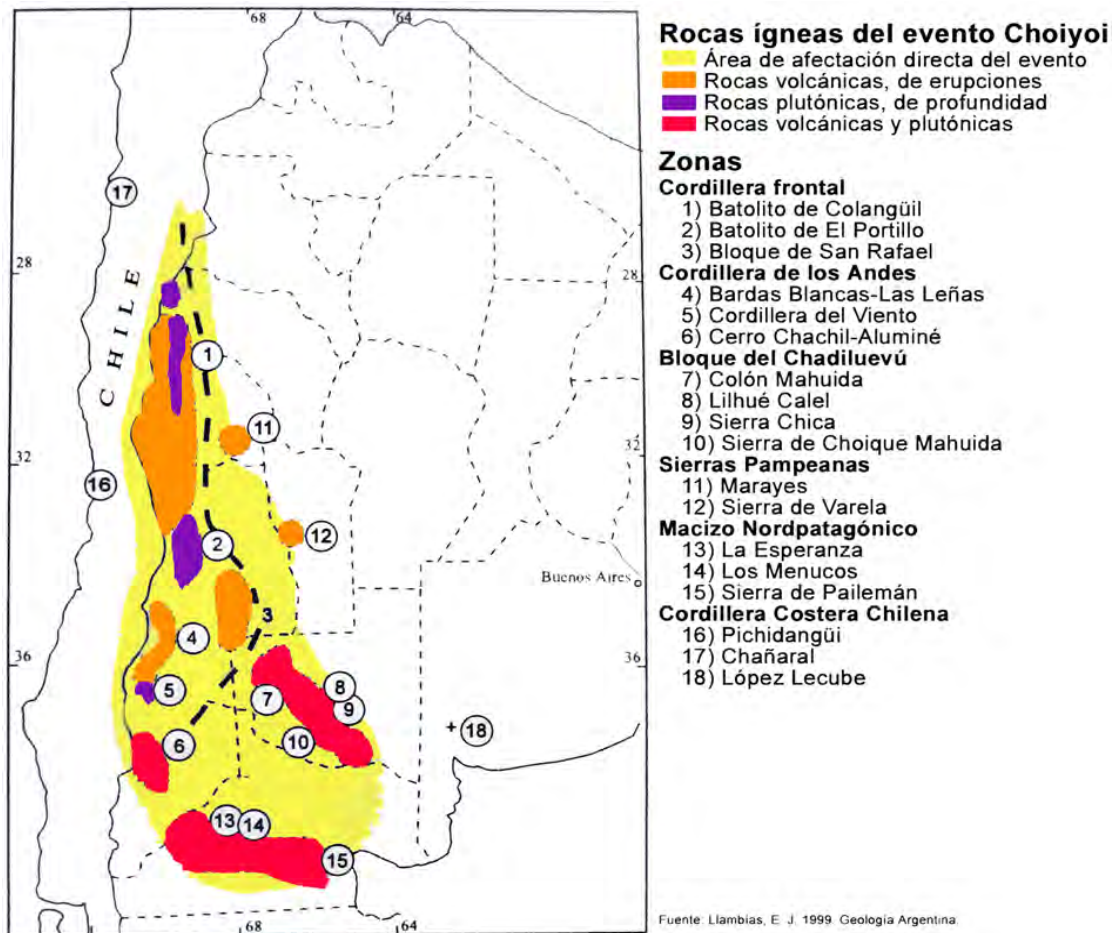 68
64
17
28
28
CHILE
1
11
32
32
16
12
2
Buenos Aires
3
4
36
36
5
8
7
9
18
6
10
13
14
15
68
64
Rocas ígneas del evento Choiyoi
Área de afectación directa del evento
Rocas volcánicas, de erupciones
Rocas plutónicas, de profundidad
Rocas volcánicas y plutónicas
Zonas
Cordillera frontal
1) Batolito de Colangüil
2) Batolito de El Portillo
3) Bloque de San Rafael
Cordillera de los Andes
4) Bardas Blancas-Las Leñas
5) Cordillera del Viento
6) Cerro Chachil-Aluminé
Bloque del Chadiluevú
7) Colón Mahuida
8) Lilhué Calel
9) Sierra Chica
10) Sierra de Choique Mahuida
Sierras Pampeanas
11) Marayes
12) Sierra de Varela
Macizo Nordpatagónico
13) La Esperanza
14) Los Menucos
15) Sierra de Pailemán
Cordillera Costera Chilena
16) Pichidangüi
17) Chañaral
18) López Lecube
Fuente: Llambías, E. J. 1999. Geología Argentina.